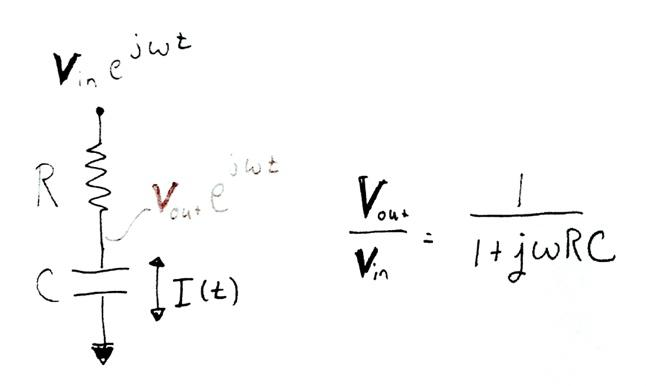 V_in e^{jωt}
R
V_out e^{jωt}
C
I(t)
V_out / V_in = 1 / (1 + jωRC)